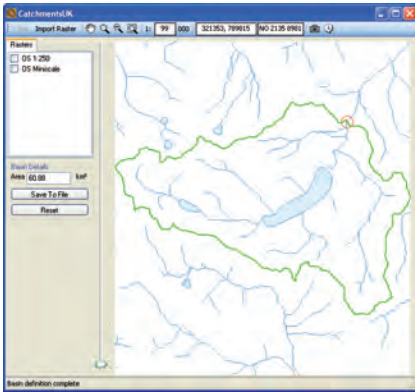 CatchmentsUK
Import Raster 1: 99 000 321353, 789815 NO 2135 8981
Rasters
OS 1:250
OS Miniscale
Basin Details
Area 60.88 km²
Save To File
Reset
Basin definition complete